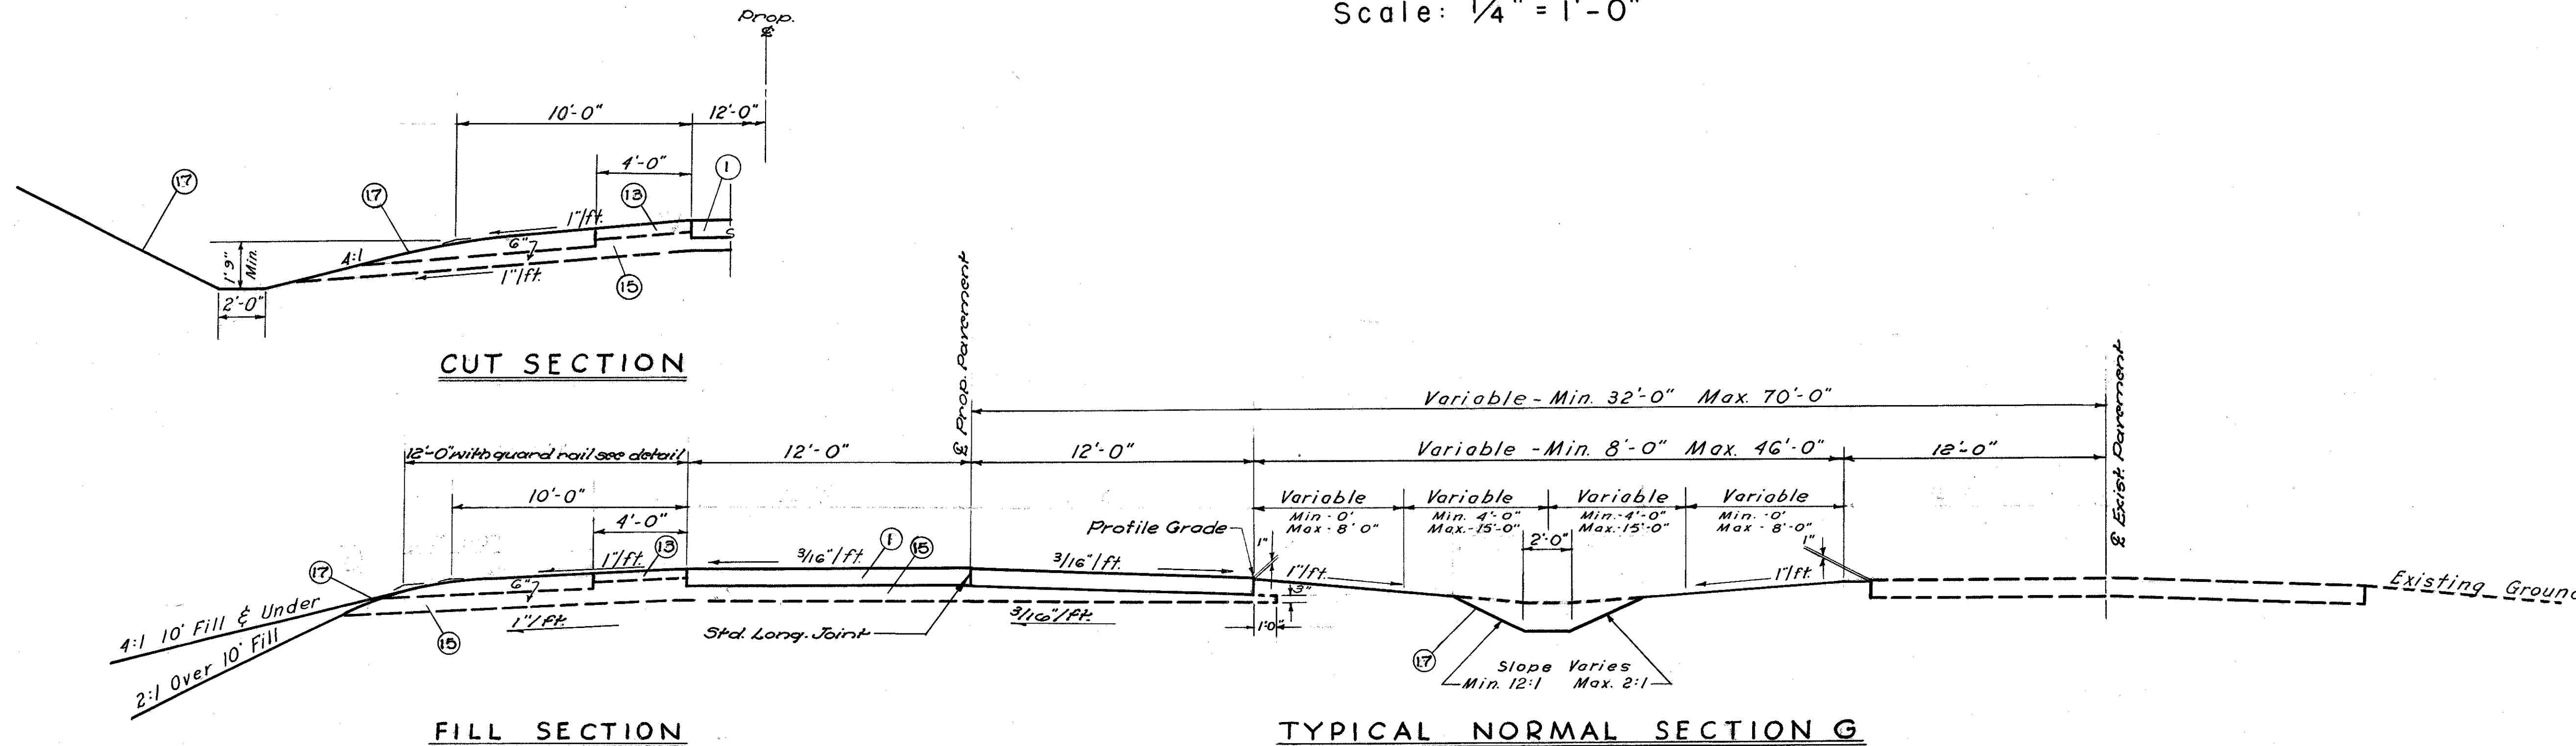 Scale: 1/4" = 1'-0"
Prop.
℄
10'-0"
12'-0"
4'-0"
1
17
17
13
1"/ft.
6"
1'9"
Min.
4:1
1"/ft.
15
2'-0"
CUT SECTION
℄ Prop. Pavement
℄ Exist. Pavement
Variable - Min. 32'-0" Max. 70'-0"
12'-0" with guard rail see detail
12'-0"
12'-0"
Variable - Min. 8'-0" Max. 46'-0"
12'-0"
10'-0"
4'-0"
Variable
Min - 0'
Max - 8' 0"
Variable
Min. 4'-0"
Max.-15'-0"
Variable
Min.-4'-0"
Max.-15'-0"
Variable
Min. -0'
Max - 8'-0"
Profile Grade
1"
2'-0"
1"
17
1"/ft.
13
3/16"/ft.
1
15
3/16"/ft.
1"/ft.
1"/ft.
6"
3"
Existing Ground
4:1 10' Fill & Under
15
1"/ft.
Std. Long. Joint
3/16"/ft.
1'-0"
2:1 Over 10' Fill
17
Slope Varies
Min. 12:1 Max. 2:1
FILL SECTION
TYPICAL NORMAL SECTION G